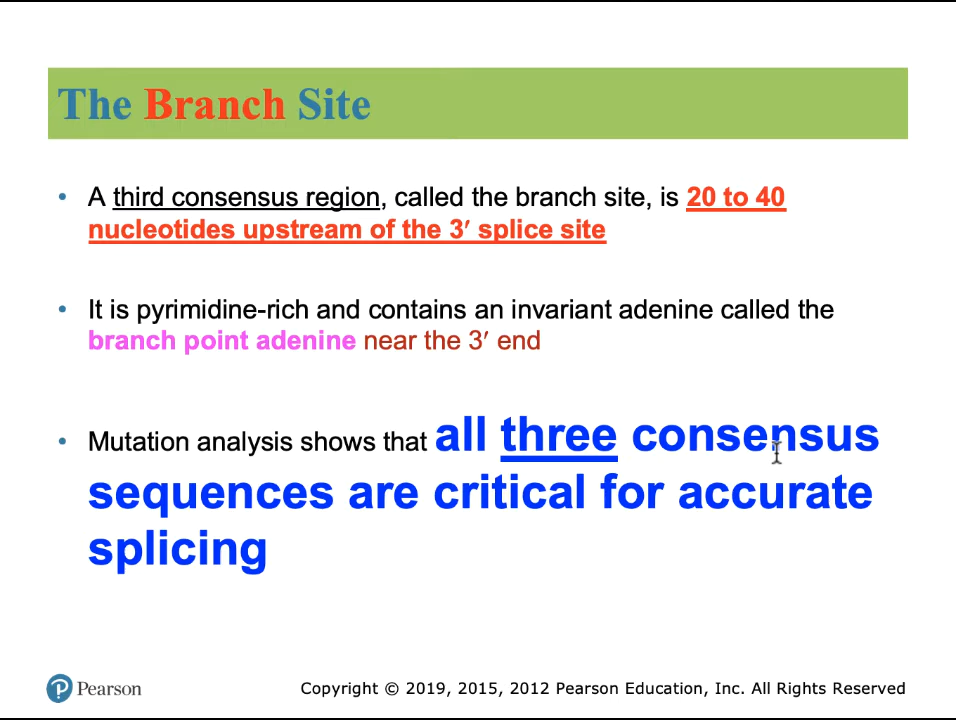 The Branch Site
• A third consensus region, called the branch site, is 20 to 40
nucleotides upstream of the 3′ splice site
• It is pyrimidine-rich and contains an invariant adenine called the
branch point adenine near the 3′ end
• Mutation analysis shows that all three consensus
sequences are critical for accurate
splicing
Pearson
Copyright © 2019, 2015, 2012 Pearson Education, Inc. All Rights Reserved